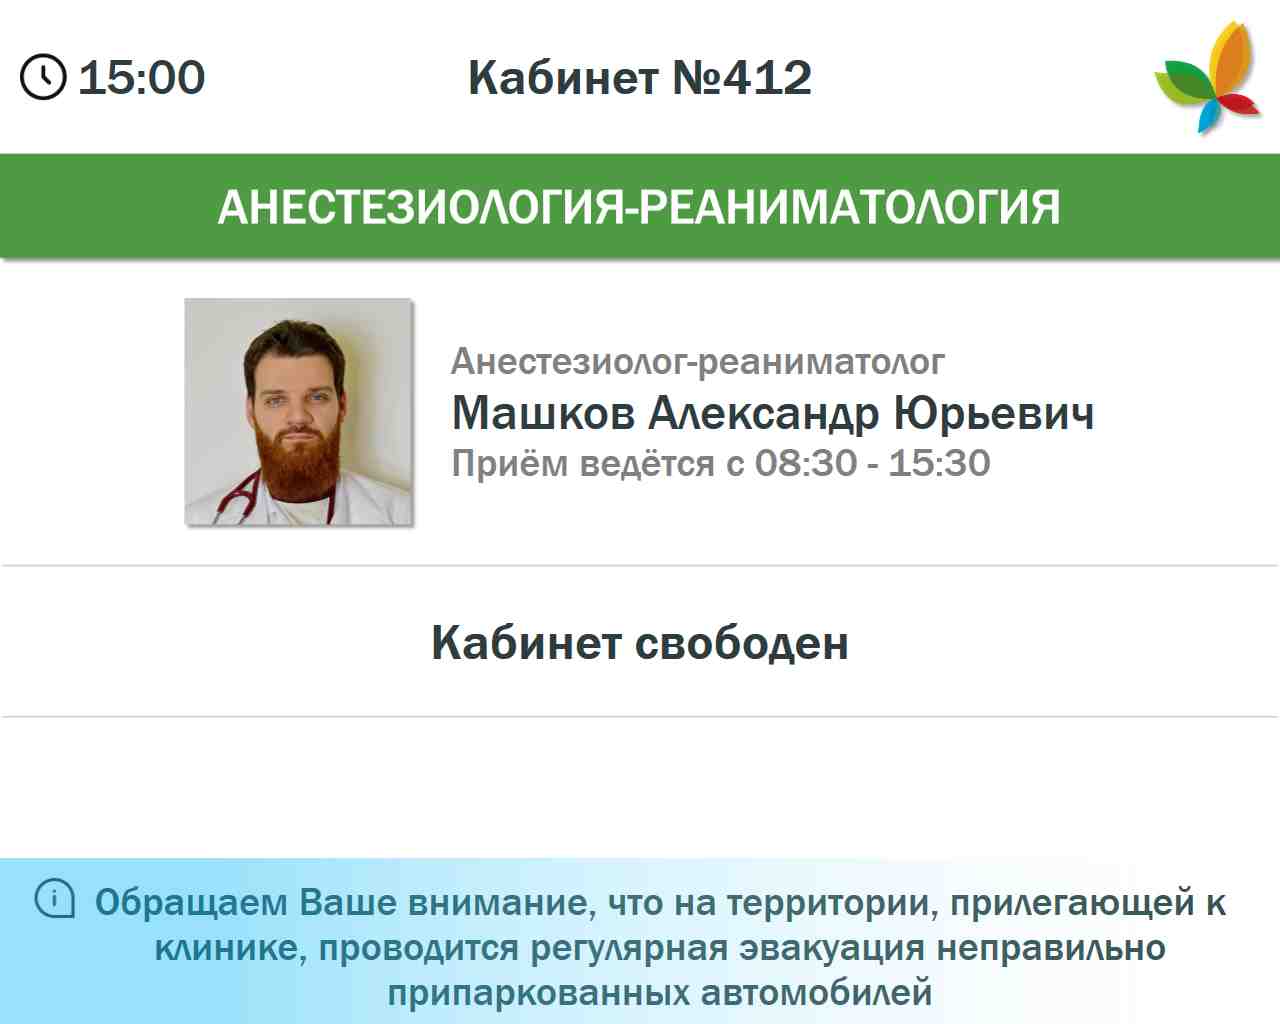 15:00
Кабинет №412
АНЕСТЕЗИОЛОГИЯ-РЕАНИМАТОЛОГИЯ
Анестезиолог-реаниматолог
Машков Александр Юрьевич
Приём ведётся с 08:30 - 15:30
Кабинет свободен
Обращаем Ваше внимание, что на территории, прилегающей к
клинике, проводится регулярная эвакуация неправильно
припаркованных автомобилей